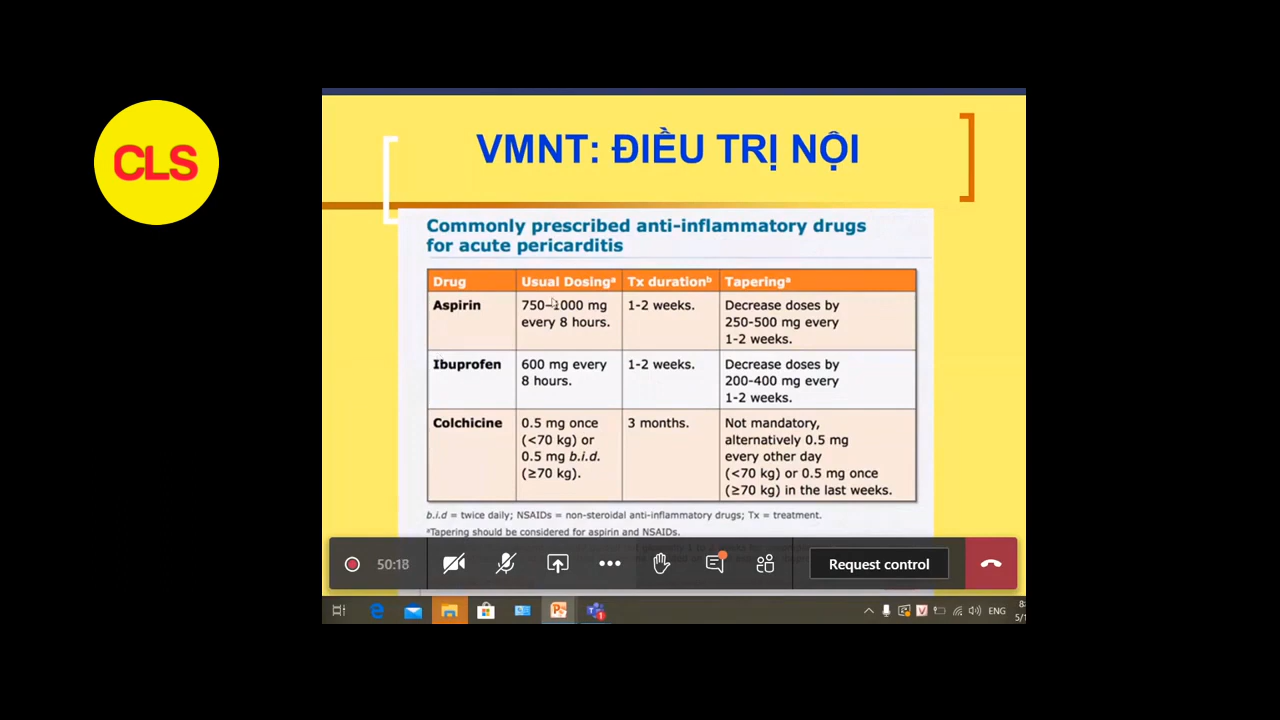 CLS
VMNT: ĐIỀU TRỊ NỘI
Commonly prescribed anti-inflammatory drugs
for acute pericarditis
Drug
Usual Dosingᵃ
Tx durationᵇ
Taperingᵃ
Aspirin
750–1000 mg
every 8 hours.
1-2 weeks.
Decrease doses by
250-500 mg every
1-2 weeks.
Ibuprofen
600 mg every
8 hours.
1-2 weeks.
Decrease doses by
200-400 mg every
1-2 weeks.
Colchicine
0.5 mg once
(<70 kg) or
0.5 mg b.i.d.
(≥70 kg).
3 months.
Not mandatory,
alternatively 0.5 mg
every other day
(<70 kg) or 0.5 mg once
(≥70 kg) in the last weeks.
b.i.d = twice daily; NSAIDs = non-steroidal anti-inflammatory drugs; Tx = treatment.
ᵃTapering should be considered for aspirin and NSAIDs.
50:18
Request control
ENG